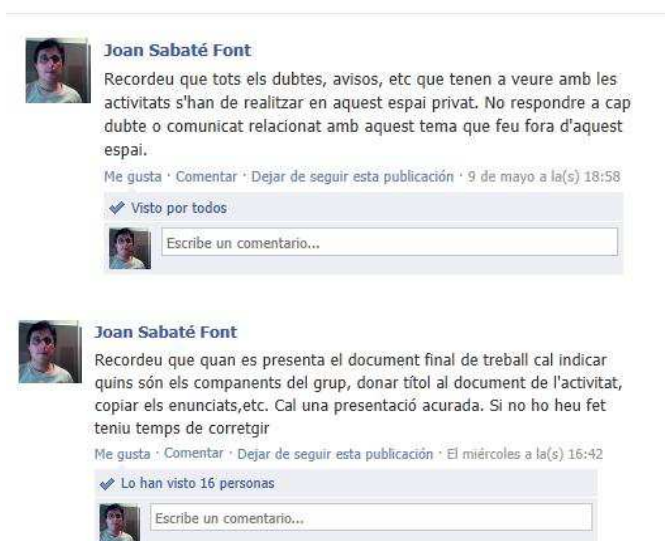 Joan Sabaté Font
Recordeu que tots els dubtes, avisos, etc que tenen a veure amb les
activitats s'han de realitzar en aquest espai privat. No respondre a cap
dubte o comunicat relacionat amb aquest tema que feu fora d'aquest
espai.
Me gusta · Comentar · Dejar de seguir esta publicación · 9 de mayo a la(s) 18:58
Visto por todos
Escribe un comentario...
Joan Sabaté Font
Recordeu que quan es presenta el document final de treball cal indicar
quins són els companents del grup, donar títol al document de l'activitat,
copiar els enunciats,etc. Cal una presentació acurada. Si no ho heu fet
teniu temps de corretgir
Me gusta · Comentar · Dejar de seguir esta publicación · El miércoles a la(s) 16:42
Lo han visto 16 personas
Escribe un comentario...